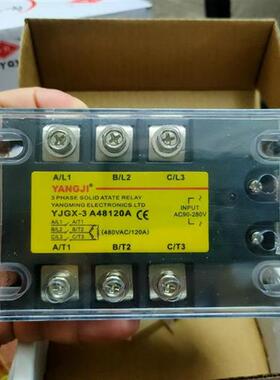 A/L1 B/L2 C/L3
YANGJI
3 PHASE SOLID ATATE RELAY
YANGMING ELECTRONICS LTD
YJGX-3 A48120A CE
INPUT
AC90-280V
A/L1 A/T1
B/L2 B/T2
C/L3 C/T3
(480VAC/120A)
A/T1 B/T2 C/T3